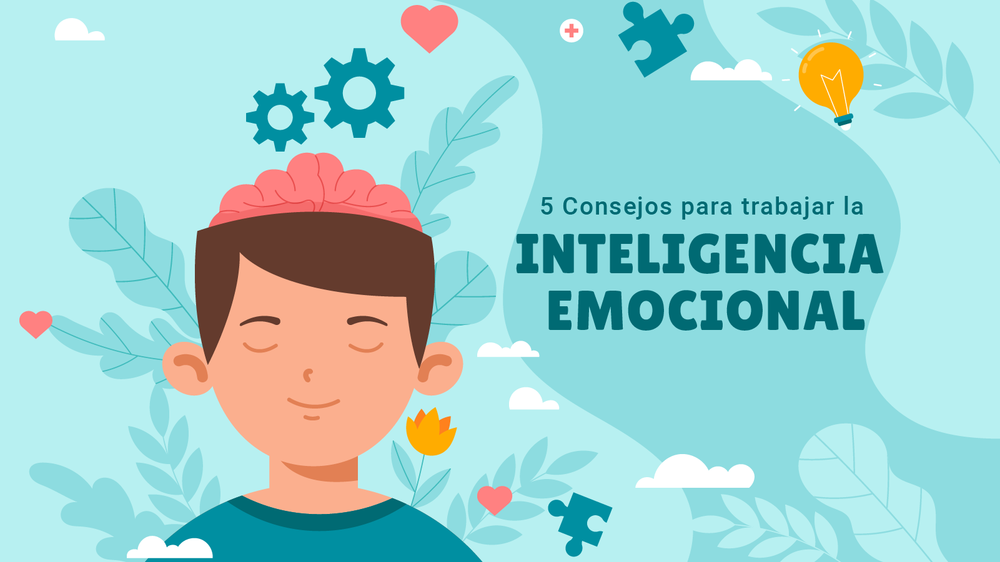 5 Consejos para trabajar la
INTELIGENCIA
EMOCIONAL